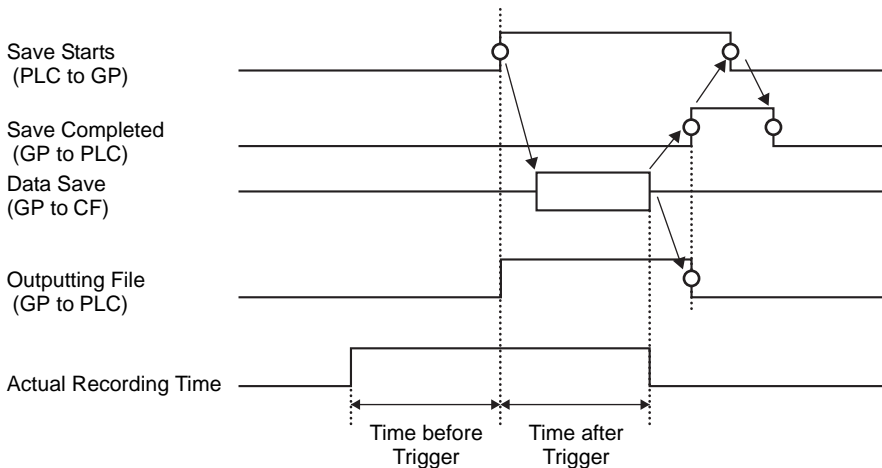 Save Starts
(PLC to GP)
Save Completed
(GP to PLC)
Data Save
(GP to CF)
Outputting File
(GP to PLC)
Actual Recording Time
Time before
Trigger
Time after
Trigger